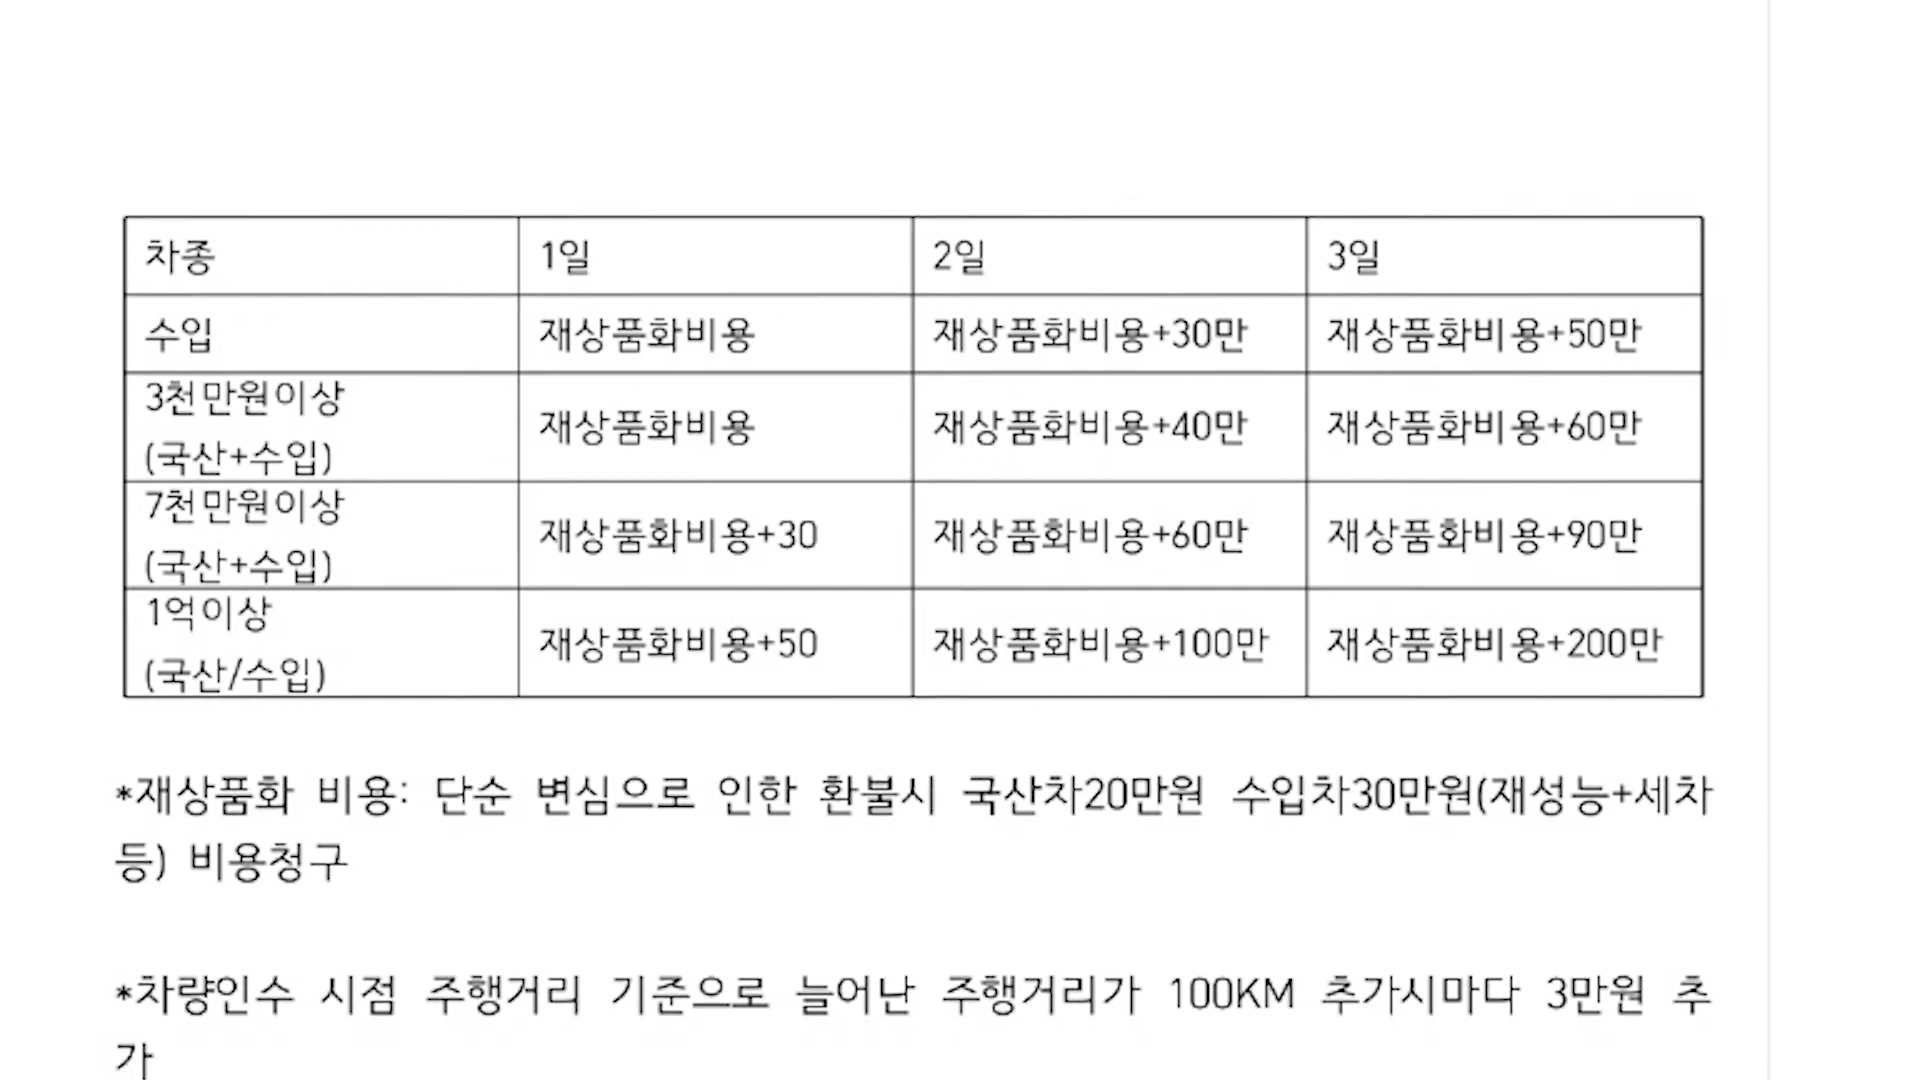 차종 1일 2일 3일
수입 재상품화비용 재상품화비용+30만 재상품화비용+50만
3천만원이상
(국산+수입) 재상품화비용 재상품화비용+40만 재상품화비용+60만
7천만원이상
(국산+수입) 재상품화비용+30 재상품화비용+60만 재상품화비용+90만
1억이상
(국산/수입) 재상품화비용+50 재상품화비용+100만 재상품화비용+200만
*재상품화 비용: 단순 변심으로 인한 환불시 국산차20만원 수입차30만원(재성능+세차
등) 비용청구
*차량인수 시점 주행거리 기준으로 늘어난 주행거리가 100KM 추가시마다 3만원 추
가